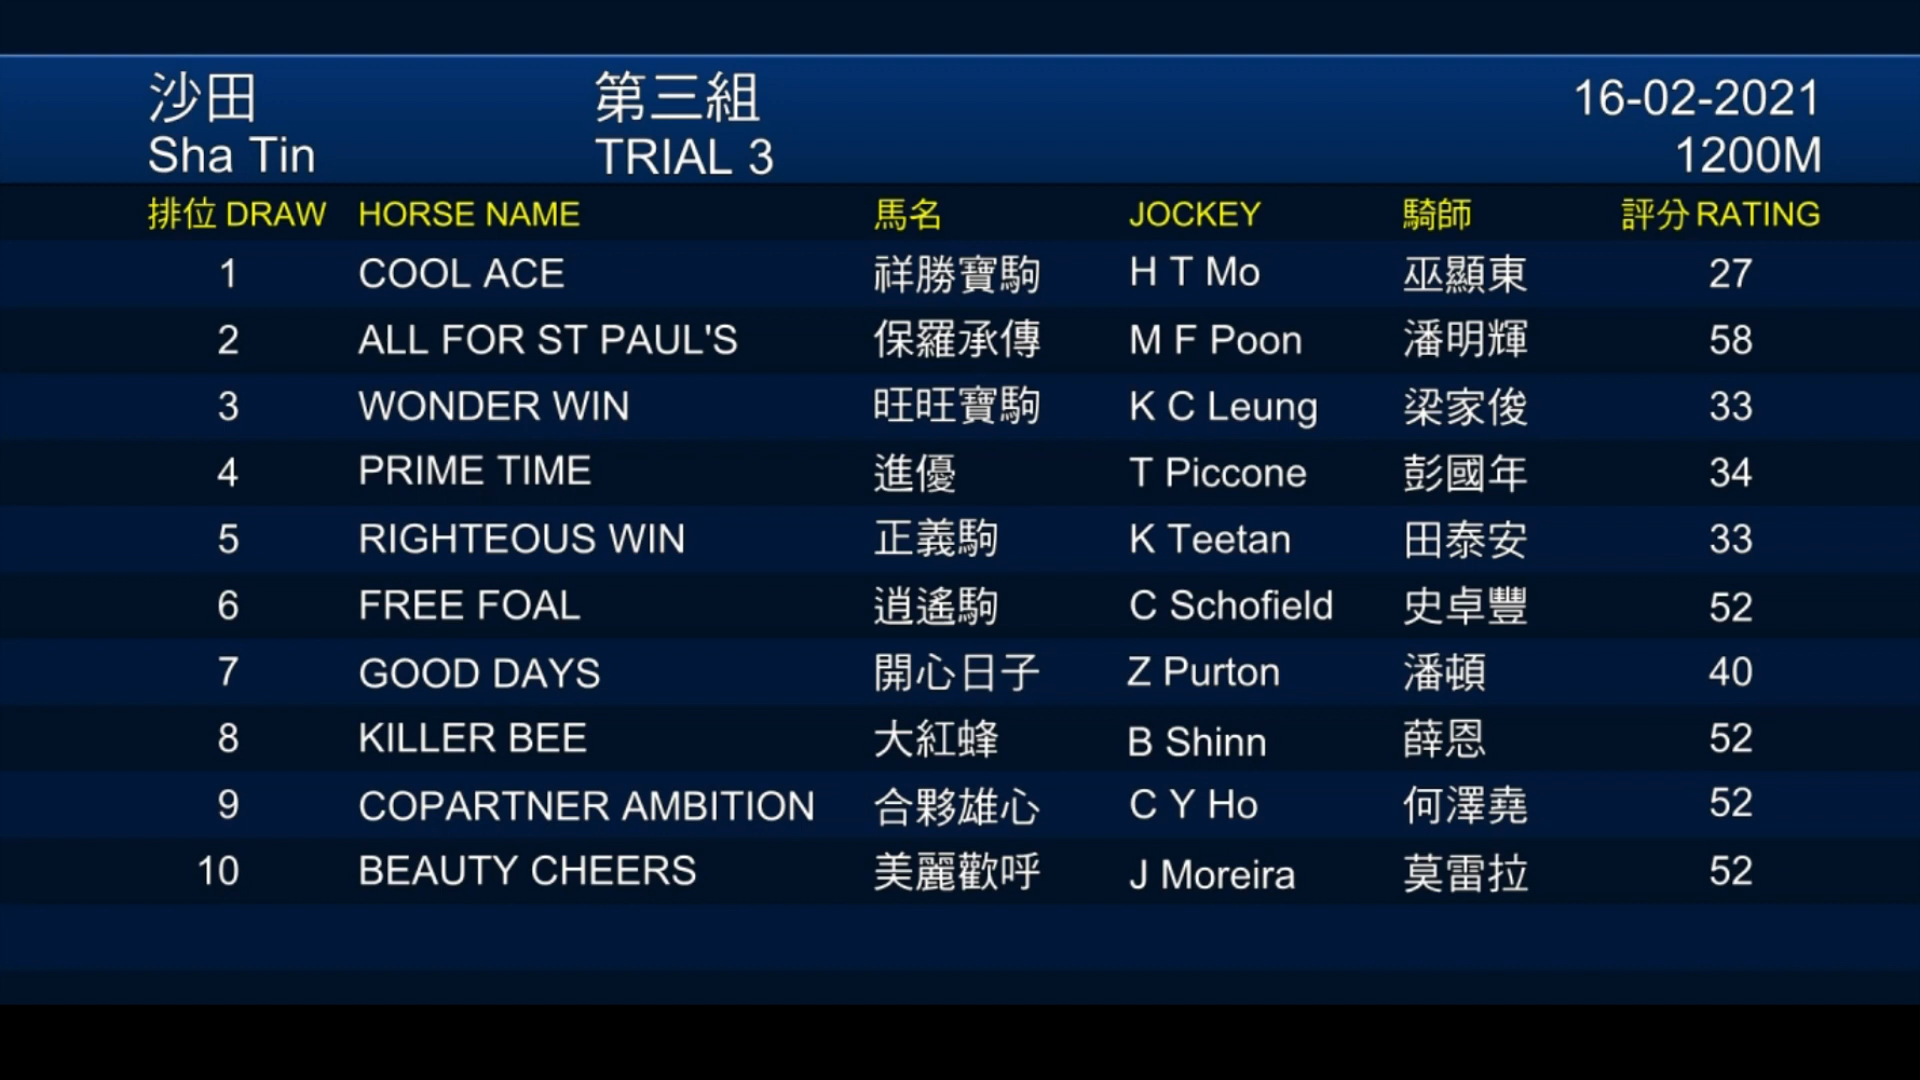 沙田 第三組 16-02-2021
Sha Tin TRIAL 3 1200M
排位 DRAW HORSE NAME 馬名 JOCKEY 騎師 評分 RATING
1 COOL ACE 祥勝寶駒 H T Mo 巫顯東 27
2 ALL FOR ST PAUL'S 保羅承傳 M F Poon 潘明輝 58
3 WONDER WIN 旺旺寶駒 K C Leung 梁家俊 33
4 PRIME TIME 進優 T Piccone 彭國年 34
5 RIGHTEOUS WIN 正義駒 K Teetan 田泰安 33
6 FREE FOAL 逍遙駒 C Schofield 史卓豐 52
7 GOOD DAYS 開心日子 Z Purton 潘頓 40
8 KILLER BEE 大紅蜂 B Shinn 薛恩 52
9 COPARTNER AMBITION 合夥雄心 C Y Ho 何澤堯 52
10 BEAUTY CHEERS 美麗歡呼 J Moreira 莫雷拉 52